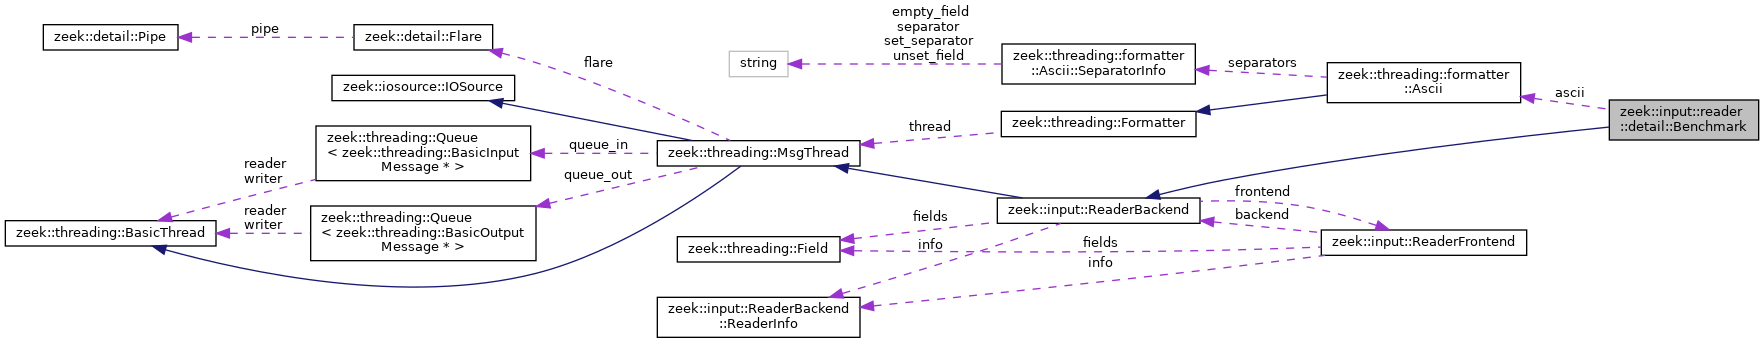 empty_field
separator
set_separator
unset_field
pipe
zeek::detail::Pipe
zeek::detail::Flare
flare
string
zeek::threading::formatter
::Ascii::SeparatorInfo
separators
zeek::threading::formatter
::Ascii
ascii
zeek::input::reader
::detail::Benchmark
zeek::iosource::IOSource
thread
zeek::threading::Formatter
zeek::threading::Queue
< zeek::threading::BasicInput
Message * >
queue_in
zeek::threading::MsgThread
reader
writer
queue_out
zeek::threading::BasicThread
reader
writer
zeek::threading::Queue
< zeek::threading::BasicOutput
Message * >
fields
zeek::input::ReaderBackend
frontend
backend
zeek::threading::Field
info
fields
zeek::input::ReaderFrontend
info
zeek::input::ReaderBackend
::ReaderInfo